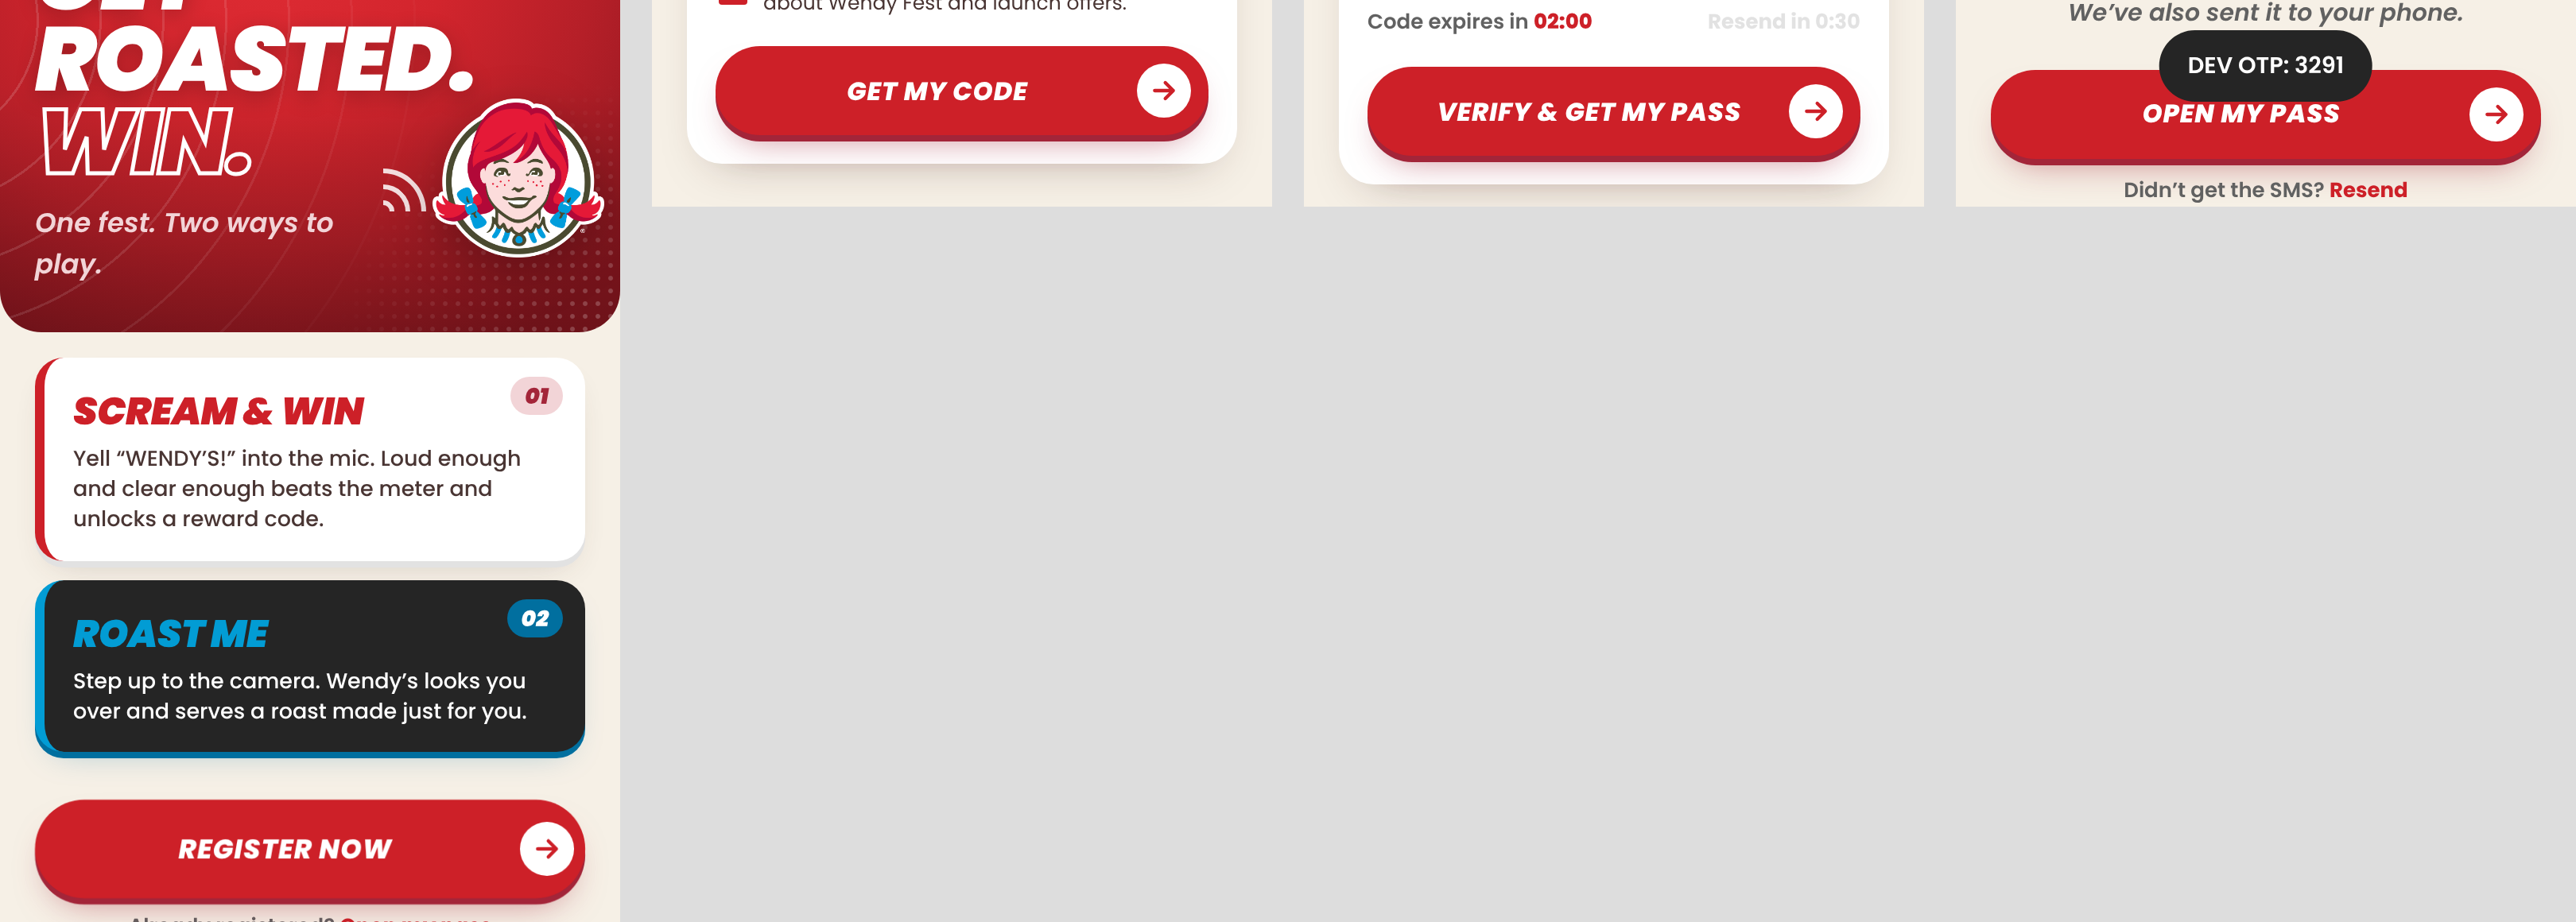 ROASTED.
WIN.
One fest. Two ways to
play.
SCREAM & WIN
01
Yell “WENDY’S!” into the mic. Loud enough
and clear enough beats the meter and
unlocks a reward code.
ROAST ME
02
Step up to the camera. Wendy’s looks you
over and serves a roast made just for you.
REGISTER NOW
about Wendy Fest and launch offers.
GET MY CODE
Code expires in 02:00
Resend in 0:30
VERIFY & GET MY PASS
We’ve also sent it to your phone.
DEV OTP: 3291
OPEN MY PASS
Didn’t get the SMS? Resend